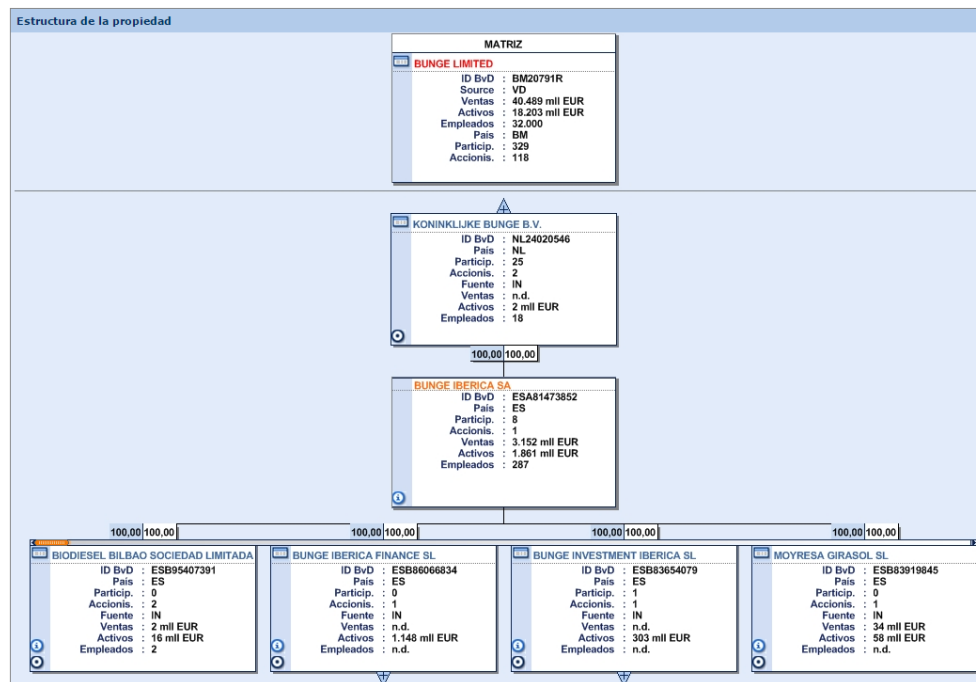 Estructura de la propiedad
MATRIZ
BUNGE LIMITED
ID BvD : BM20791R
Source : VD
Ventas : 40.489 mll EUR
Activos : 18.203 mll EUR
Empleados : 32.000
País : BM
Particip. : 329
Accionis. : 118
KONINKLIJKE BUNGE B.V.
ID BvD : NL24020546
País : NL
Particip. : 25
Accionis. : 2
Fuente : IN
Ventas : n.d.
Activos : 2 mll EUR
Empleados : 18
100,00 100,00
BUNGE IBERICA SA
ID BvD : ESA81473852
País : ES
Particip. : 8
Accionis. : 1
Ventas : 3.152 mll EUR
Activos : 1.861 mll EUR
Empleados : 287
100,00 100,00
BIODIESEL BILBAO SOCIEDAD LIMITADA
ID BvD : ESB95407391
País : ES
Particip. : 0
Accionis. : 2
Fuente : IN
Ventas : 2 mll EUR
Activos : 16 mll EUR
Empleados : 2
100,00 100,00
BUNGE IBERICA FINANCE SL
ID BvD : ESB86066834
País : ES
Particip. : 0
Accionis. : 1
Fuente : IN
Ventas : n.d.
Activos : 1.148 mll EUR
Empleados : n.d.
100,00 100,00
BUNGE INVESTMENT IBERICA SL
ID BvD : ESB83654079
País : ES
Particip. : 1
Accionis. : 1
Fuente : IN
Ventas : n.d.
Activos : 303 mll EUR
Empleados : n.d.
100,00 100,00
MOYRESA GIRASOL SL
ID BvD : ESB83919845
País : ES
Particip. : 0
Accionis. : 1
Fuente : IN
Ventas : 34 mll EUR
Activos : 58 mll EUR
Empleados : n.d.